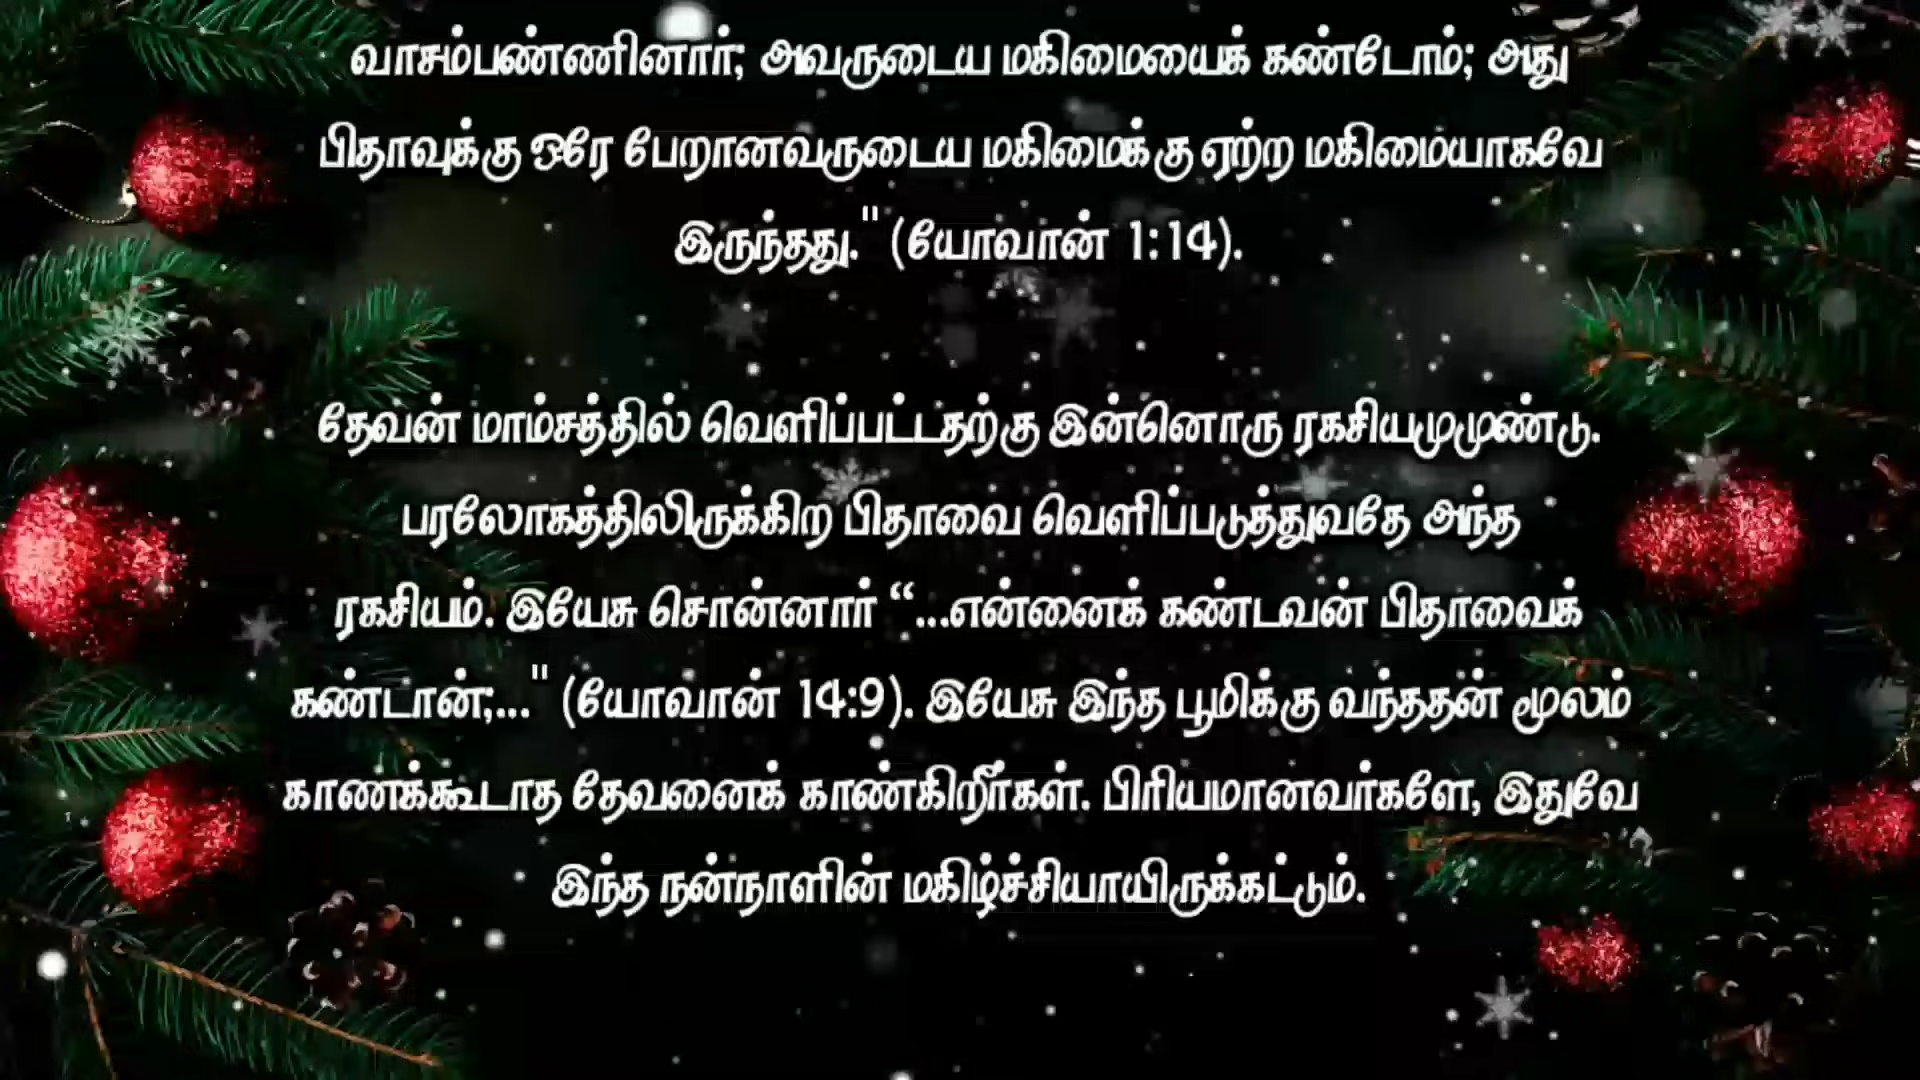 வாசம்பண்ணினார்; அவருடைய மகிமையைக் கண்டோம்; அது
பிதாவுக்கு ஒரே பேறானவருடைய மகிமைக்கு ஏற்ற மகிமையாகவே
இருந்தது." (யோவான் 1:14).
தேவன் மாம்சத்தில் வெளிப்பட்டதற்கு இன்னொரு ரகசியமுமுண்டு.
பரலோகத்திலிருக்கிற பிதாவை வெளிப்படுத்துவதே அந்த
ரகசியம். இயேசு சொன்னார் “...என்னைக் கண்டவன் பிதாவைக்
கண்டான்;..." (யோவான் 14:9). இயேசு இந்த பூமிக்கு வந்ததன் மூலம்
காணக்கூடாத தேவனைக் காண்கிறீர்கள். பிரியமானவர்களே, இதுவே
இந்த நன்நாளின் மகிழ்ச்சியாயிருக்கட்டும்.